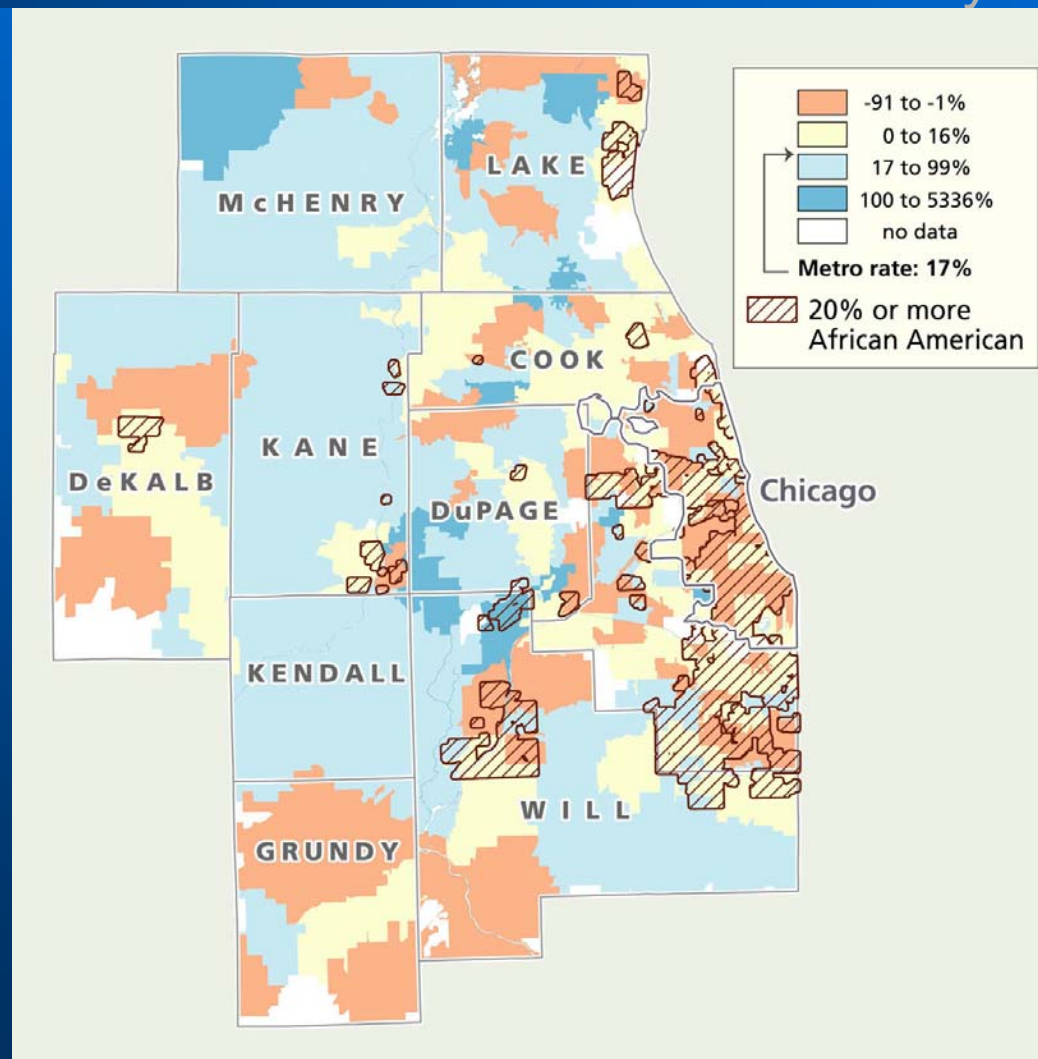 -91 to -1%
0 to 16%
17 to 99%
100 to 5336%
no data
Metro rate: 17%
20% or more
African American
McHENRY
LAKE
COOK
KANE
DeKALB
DuPAGE
Chicago
KENDALL
WILL
GRUNDY